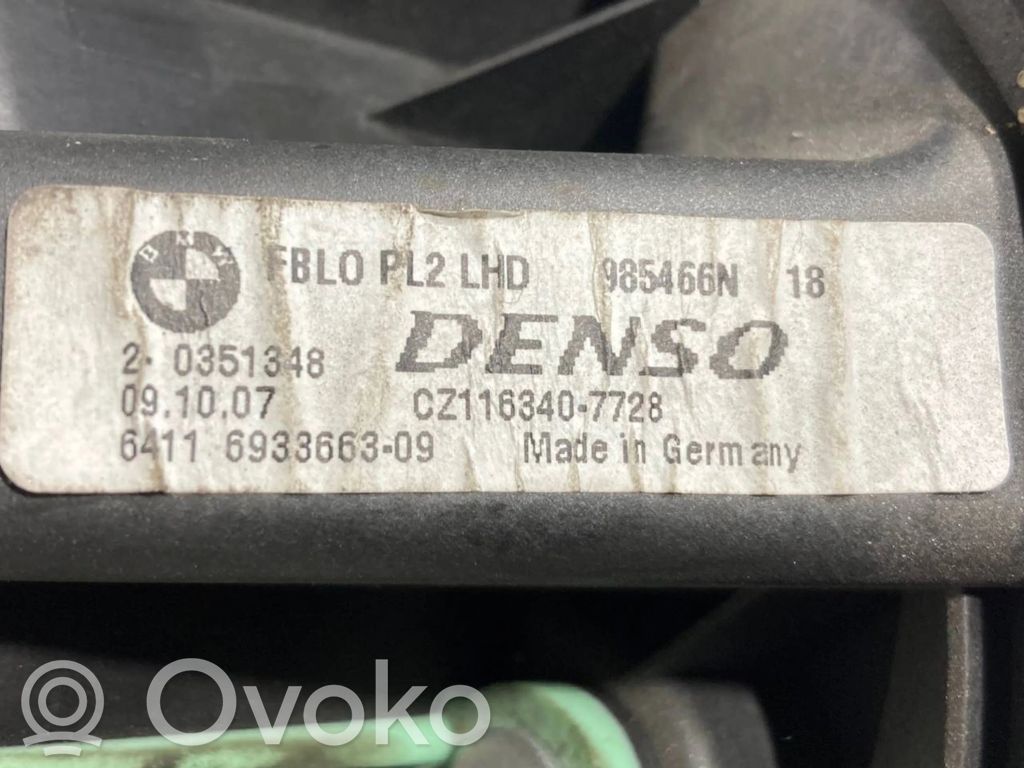 BMW
FBLO PL2 LHD 985466N 18
DENSO
2- 0351348
09.10.07 CZ116340-7728
6411 6933663-09 Made in Germany
Ovoko